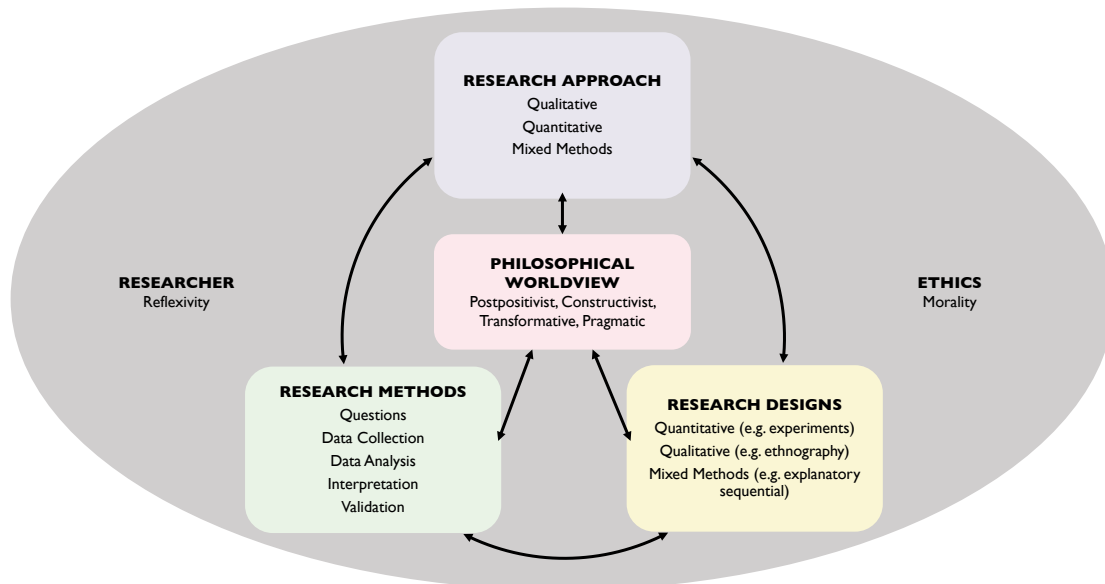 RESEARCH APPROACH
Qualitative
Quantitative
Mixed Methods
RESEARCHER
Reflexivity
PHILOSOPHICAL
WORLDVIEW
Postpositivist, Constructivist,
Transformative, Pragmatic
ETHICS
Morality
RESEARCH METHODS
Questions
Data Collection
Data Analysis
Interpretation
Validation
RESEARCH DESIGNS
Quantitative (e.g. experiments)
Qualitative (e.g. ethnography)
Mixed Methods (e.g. explanatory
sequential)